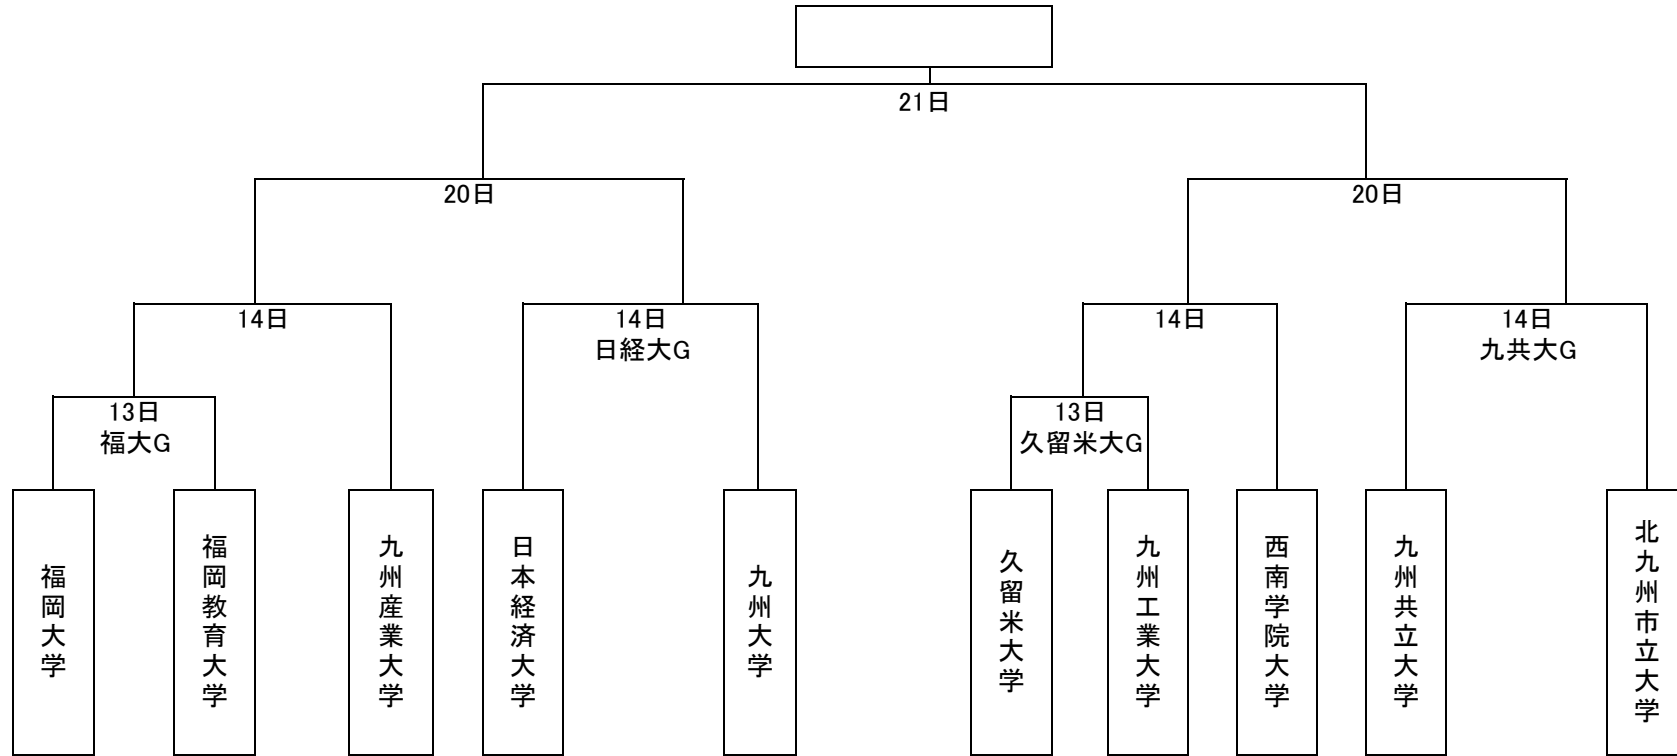 21日
20日
20日
14日
14日
日経大G
14日
14日
九共大G
13日
福大G
13日
久留米大G
福岡大学
福岡教育大学
九州産業大学
日本経済大学
九州大学
久留米大学
九州工業大学
西南学院大学
九州共立大学
北九州市立大学